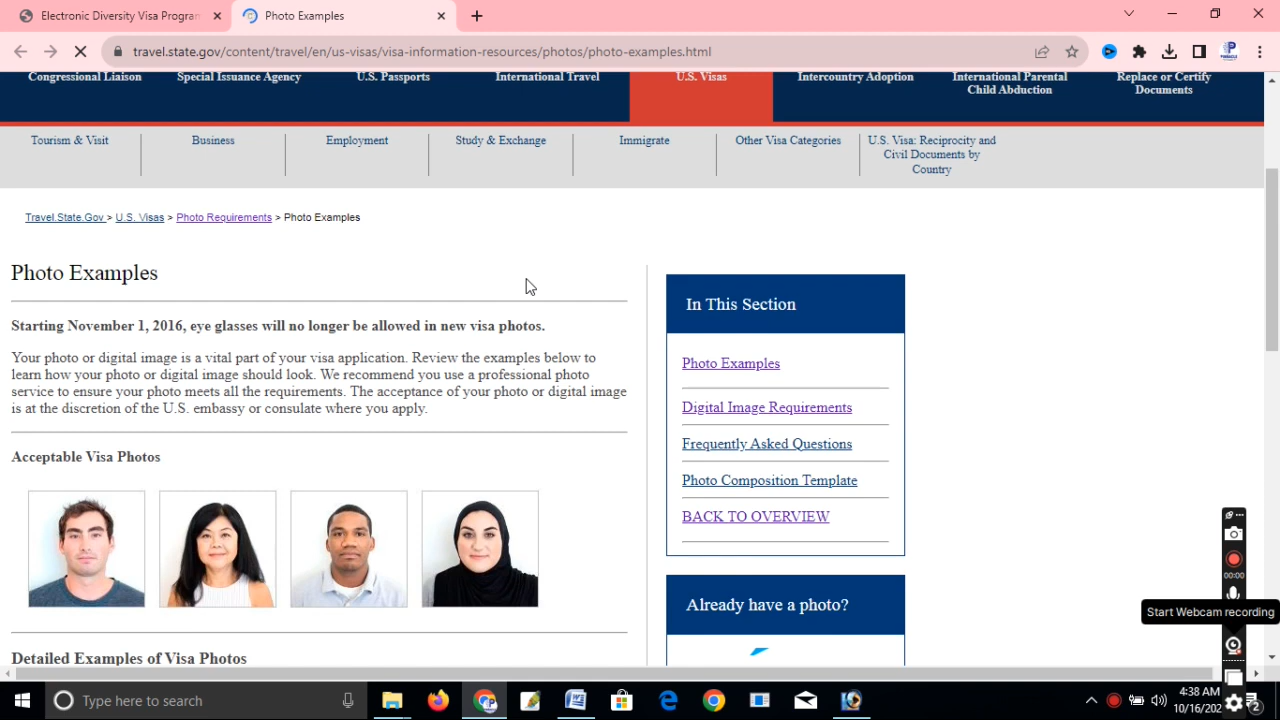 Electronic Diversity Visa Progran
Photo Examples
travel.state.gov/content/travel/en/us-visas/visa-information-resources/photos/photo-examples.html
Congressional Liaison
Special Issuance Agency
U.S. Passports
International Travel
U.S. Visas
Intercountry Adoption
International Parental
Child Abduction
Replace or Certify
Documents
Tourism & Visit
Business
Employment
Study & Exchange
Immigrate
Other Visa Categories
U.S. Visa: Reciprocity and
Civil Documents by
Country
Travel.State.Gov > U.S. Visas > Photo Requirements > Photo Examples
Photo Examples
Starting November 1, 2016, eye glasses will no longer be allowed in new visa photos.
Your photo or digital image is a vital part of your visa application. Review the examples below to
learn how your photo or digital image should look. We recommend you use a professional photo
service to ensure your photo meets all the requirements. The acceptance of your photo or digital image
is at the discretion of the U.S. embassy or consulate where you apply.
Acceptable Visa Photos
Detailed Examples of Visa Photos
In This Section
Photo Examples
Digital Image Requirements
Frequently Asked Questions
Photo Composition Template
BACK TO OVERVIEW
Already have a photo?
00:00
Start Webcam recording
Type here to search
4:38 AM
10/16/202
2